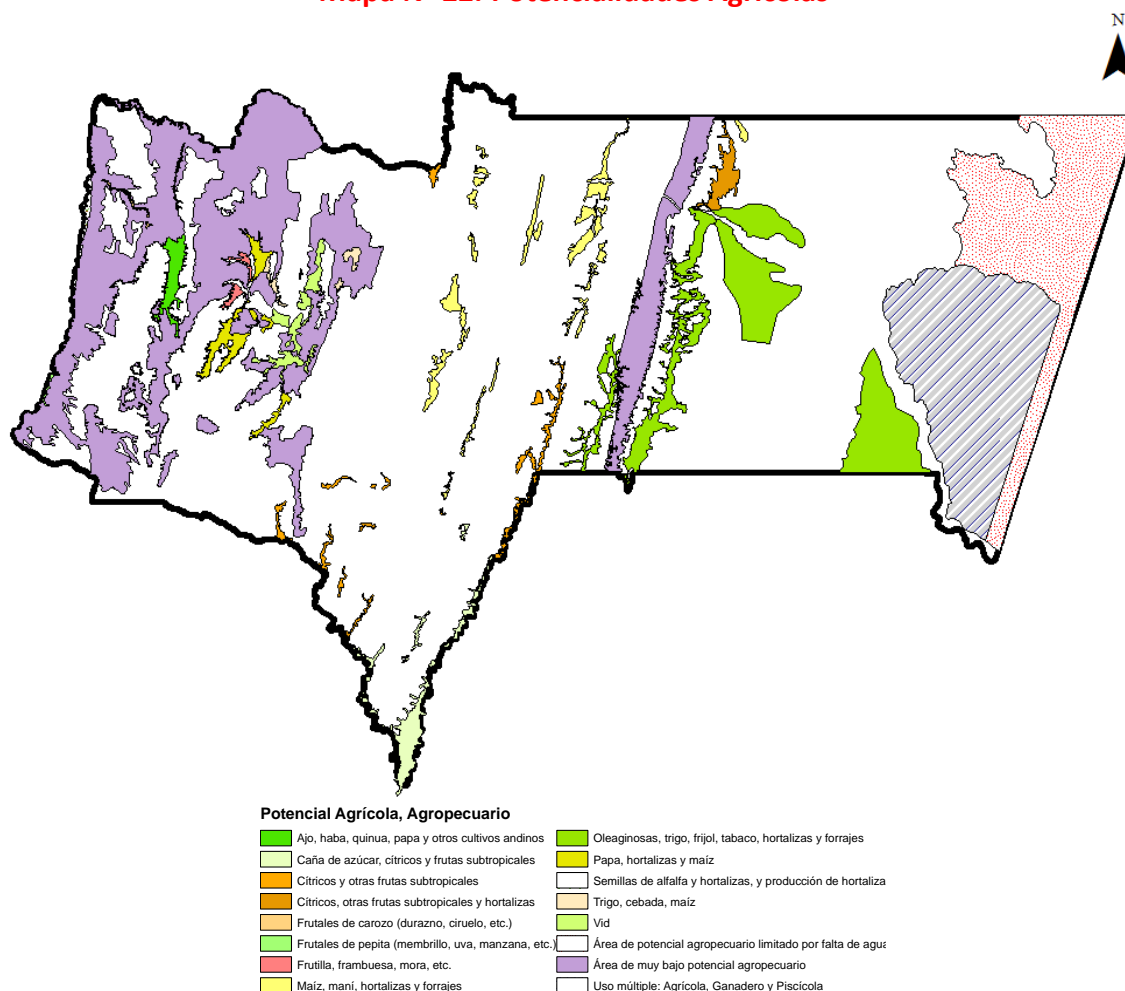 Mapa N° 22: Potencialidades Agrícolas
N
Potencial Agrícola, Agropecuario
Ajo, haba, quinua, papa y otros cultivos andinos
Caña de azúcar, cítricos y frutas subtropicales
Cítricos y otras frutas subtropicales
Cítricos, otras frutas subtropicales y hortalizas
Frutales de carozo (durazno, ciruelo, etc.)
Frutales de pepita (membrillo, uva, manzana, etc.)
Frutilla, frambuesa, mora, etc.
Maíz, maní, hortalizas y forrajes
Oleaginosas, trigo, frijol, tabaco, hortalizas y forrajes
Papa, hortalizas y maíz
Semillas de alfalfa y hortalizas, y producción de hortaliza
Trigo, cebada, maíz
Vid
Área de potencial agropecuario limitado por falta de agua
Área de muy bajo potencial agropecuario
Uso múltiple: Agrícola, Ganadero y Piscícola